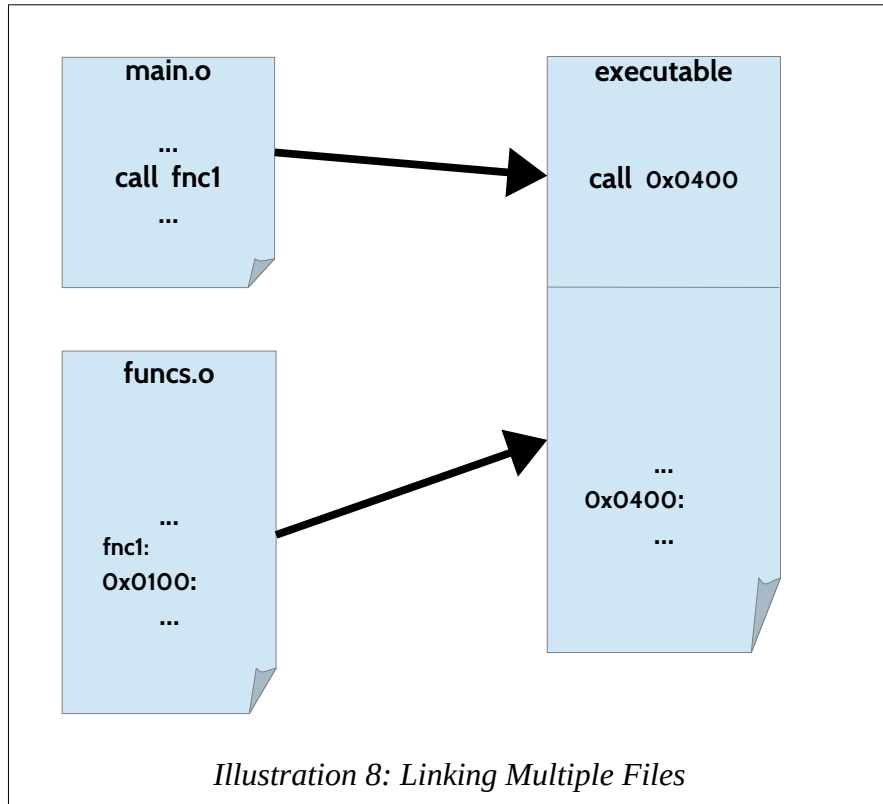 main.o
...
call fnc1
...
funcs.o
...
fnc1:
0x0100:
...
executable
call 0x0400
...
0x0400:
...
Illustration 8: Linking Multiple Files